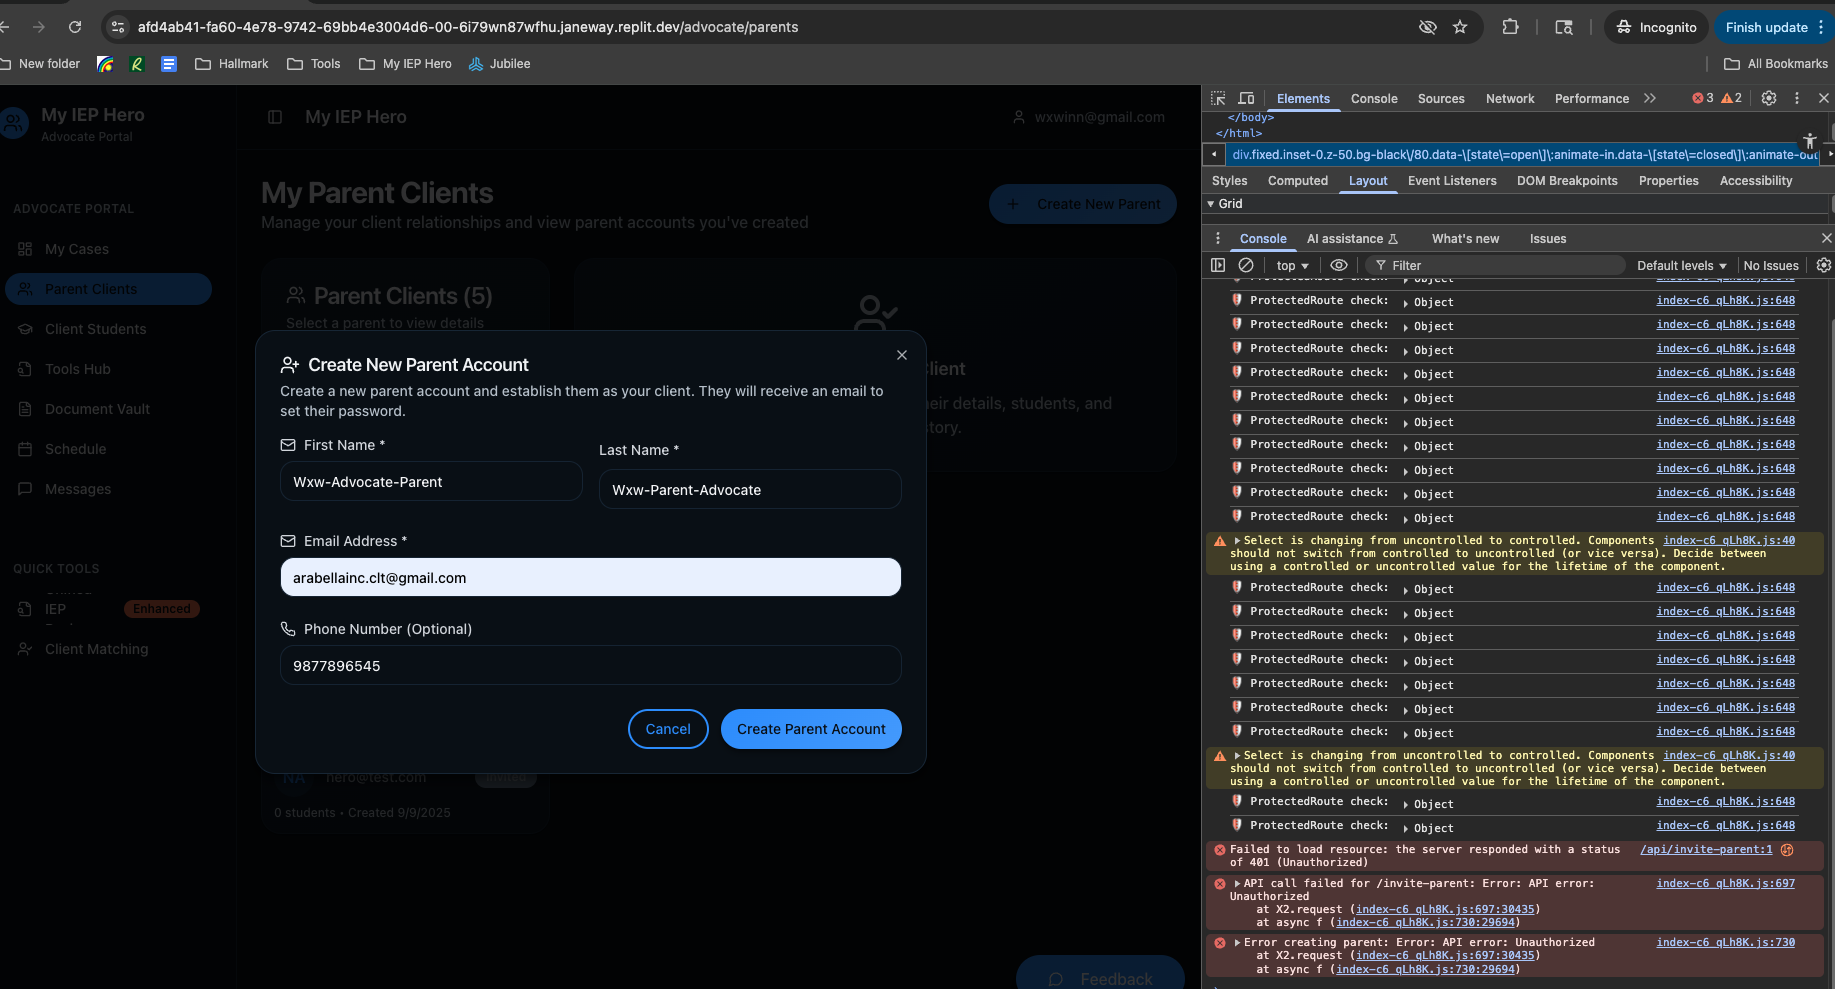 afd4ab41-fa60-4e78-9742-69bb4e3004d6-00-6i79wn87wfhu.janeway.replit.dev/advocate/parents
Incognito
Finish update
New folder
Hallmark
Tools
My IEP Hero
Jubilee
All Bookmarks
My IEP Hero
Advocate Portal
My IEP Hero
wxwinn@gmail.com
ADVOCATE PORTAL
My Cases
Parent Clients
Client Students
Tools Hub
Document Vault
Schedule
Messages
QUICK TOOLS
IEP
Enhanced
Client Matching
My Parent Clients
Manage your client relationships and view parent accounts you've created
+ Create New Parent
Parent Clients (5)
Select a parent to view details
Client
eir details, students, and
tory.
Create New Parent Account
Create a new parent account and establish them as your client. They will receive an email to
set their password.
First Name *
Last Name *
Wxw-Advocate-Parent
Wxw-Parent-Advocate
Email Address *
arabellainc.clt@gmail.com
Phone Number (Optional)
9877896545
Cancel
Create Parent Account
NA
hero@test.com
Invited
0 students • Created 9/9/2025
Feedback
Elements
Console
Sources
Network
Performance
3
2
</body>
</html>
div.fixed.inset-0.z-50.bg-black\/80.data-\[state\=open\]\:animate-in.data-\[state\=closed\]\:animate-out
Styles
Computed
Layout
Event Listeners
DOM Breakpoints
Properties
Accessibility
Grid
Console
AI assistance
What's new
Issues
top
Filter
Default levels
No Issues
ProtectedRoute check: Object index-c6_qLh8K.js:648
ProtectedRoute check: Object index-c6_qLh8K.js:648
ProtectedRoute check: Object index-c6_qLh8K.js:648
ProtectedRoute check: Object index-c6_qLh8K.js:648
ProtectedRoute check: Object index-c6_qLh8K.js:648
ProtectedRoute check: Object index-c6_qLh8K.js:648
ProtectedRoute check: Object index-c6_qLh8K.js:648
ProtectedRoute check: Object index-c6_qLh8K.js:648
ProtectedRoute check: Object index-c6_qLh8K.js:648
ProtectedRoute check: Object index-c6_qLh8K.js:648
ProtectedRoute check: Object index-c6_qLh8K.js:648
Select is changing from uncontrolled to controlled. Components index-c6_qLh8K.js:40
should not switch from controlled to uncontrolled (or vice versa). Decide between
using a controlled or uncontrolled value for the lifetime of the component.
ProtectedRoute check: Object index-c6_qLh8K.js:648
ProtectedRoute check: Object index-c6_qLh8K.js:648
ProtectedRoute check: Object index-c6_qLh8K.js:648
ProtectedRoute check: Object index-c6_qLh8K.js:648
ProtectedRoute check: Object index-c6_qLh8K.js:648
ProtectedRoute check: Object index-c6_qLh8K.js:648
ProtectedRoute check: Object index-c6_qLh8K.js:648
Select is changing from uncontrolled to controlled. Components index-c6_qLh8K.js:40
should not switch from controlled to uncontrolled (or vice versa). Decide between
using a controlled or uncontrolled value for the lifetime of the component.
ProtectedRoute check: Object index-c6_qLh8K.js:648
ProtectedRoute check: Object index-c6_qLh8K.js:648
Failed to load resource: the server responded with a status /api/invite-parent:1
of 401 (Unauthorized)
API call failed for /invite-parent: Error: API error: index-c6_qLh8K.js:697
Unauthorized
at X2.request (index-c6_qLh8K.js:697:30435)
at async f (index-c6_qLh8K.js:730:29694)
Error creating parent: Error: API error: Unauthorized index-c6_qLh8K.js:730
at X2.request (index-c6_qLh8K.js:697:30435)
at async f (index-c6_qLh8K.js:730:29694)